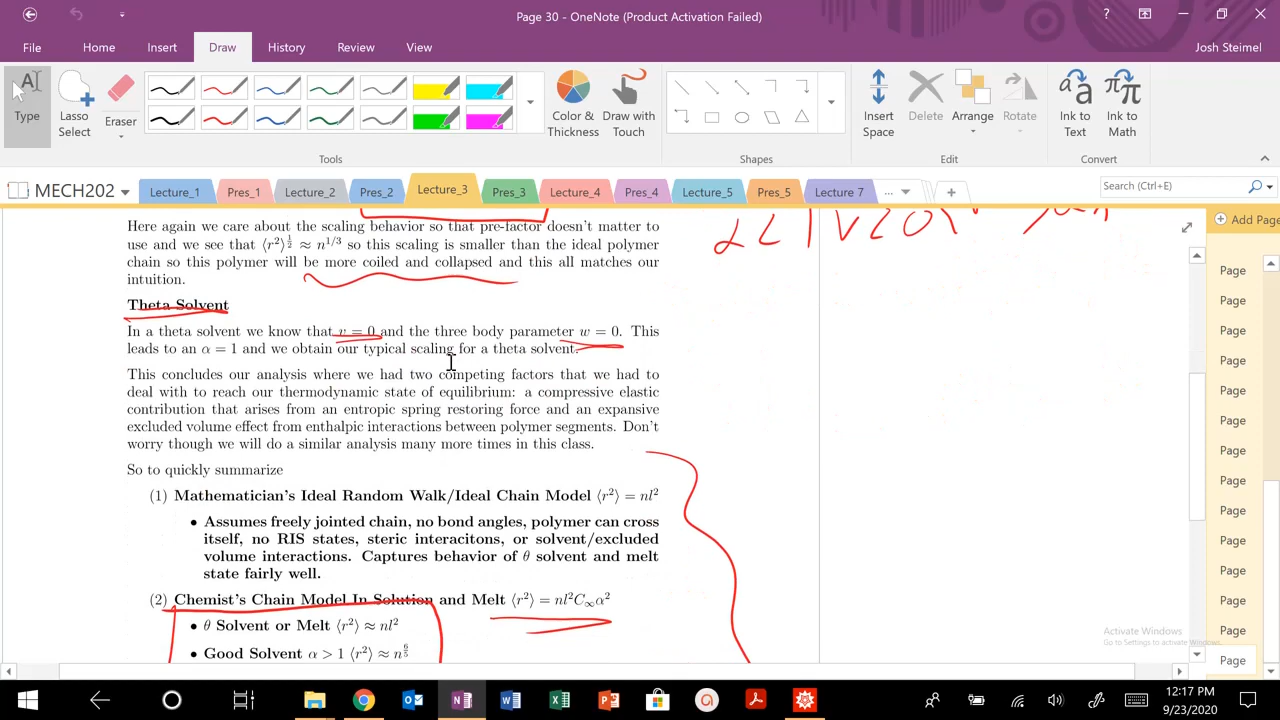 Page 30 - OneNote (Product Activation Failed)
File Home Insert Draw History Review View
Josh Steimel
Type
Lasso Select
Eraser
Color & Thickness
Draw with Touch
Insert Space
Delete
Arrange
Rotate
Ink to Text
Ink to Math
Tools
Shapes
Edit
Convert
MECH202
Lecture_1 Pres_1 Lecture_2 Pres_2 Lecture_3 Pres_3 Lecture_4 Pres_4 Lecture_5 Pres_5 Lecture 7 ...
Search (Ctrl+E)
Add Page
Here again we care about the scaling behavior so that pre-factor doesn't matter to
use and we see that ⟨r²⟩^{1/2} ≈ n^{1/3} so this scaling is smaller than the ideal polymer
chain so this polymer will be more coiled and collapsed and this all matches our
intuition.
Theta Solvent
In a theta solvent we know that v = 0 and the three body parameter w = 0. This
leads to an α = 1 and we obtain our typical scaling for a theta solvent.
This concludes our analysis where we had two competing factors that we had to
deal with to reach our thermodynamic state of equilibrium: a compressive elastic
contribution that arises from an entropic spring restoring force and an expansive
excluded volume effect from enthalpic interactions between polymer segments. Don't
worry though we will do a similar analysis many more times in this class.
So to quickly summarize
(1) Mathematician's Ideal Random Walk/Ideal Chain Model ⟨r²⟩ = nl²
• Assumes freely jointed chain, no bond angles, polymer can cross
itself, no RIS states, steric interacitons, or solvent/excluded
volume interactions. Captures behavior of θ solvent and melt
state fairly well.
(2) Chemist's Chain Model In Solution and Melt ⟨r²⟩ = nl²C∞α²
• θ Solvent or Melt ⟨r²⟩ ≈ nl²
• Good Solvent α > 1 ⟨r²⟩ ≈ n^{6/5}
Page
Page
Page
Page
Page
Page
Page
Page
Page
Page
Page
Page
Page
Page
Activate Windows
Go to Settings to activate Windows.
12:17 PM
9/23/2020